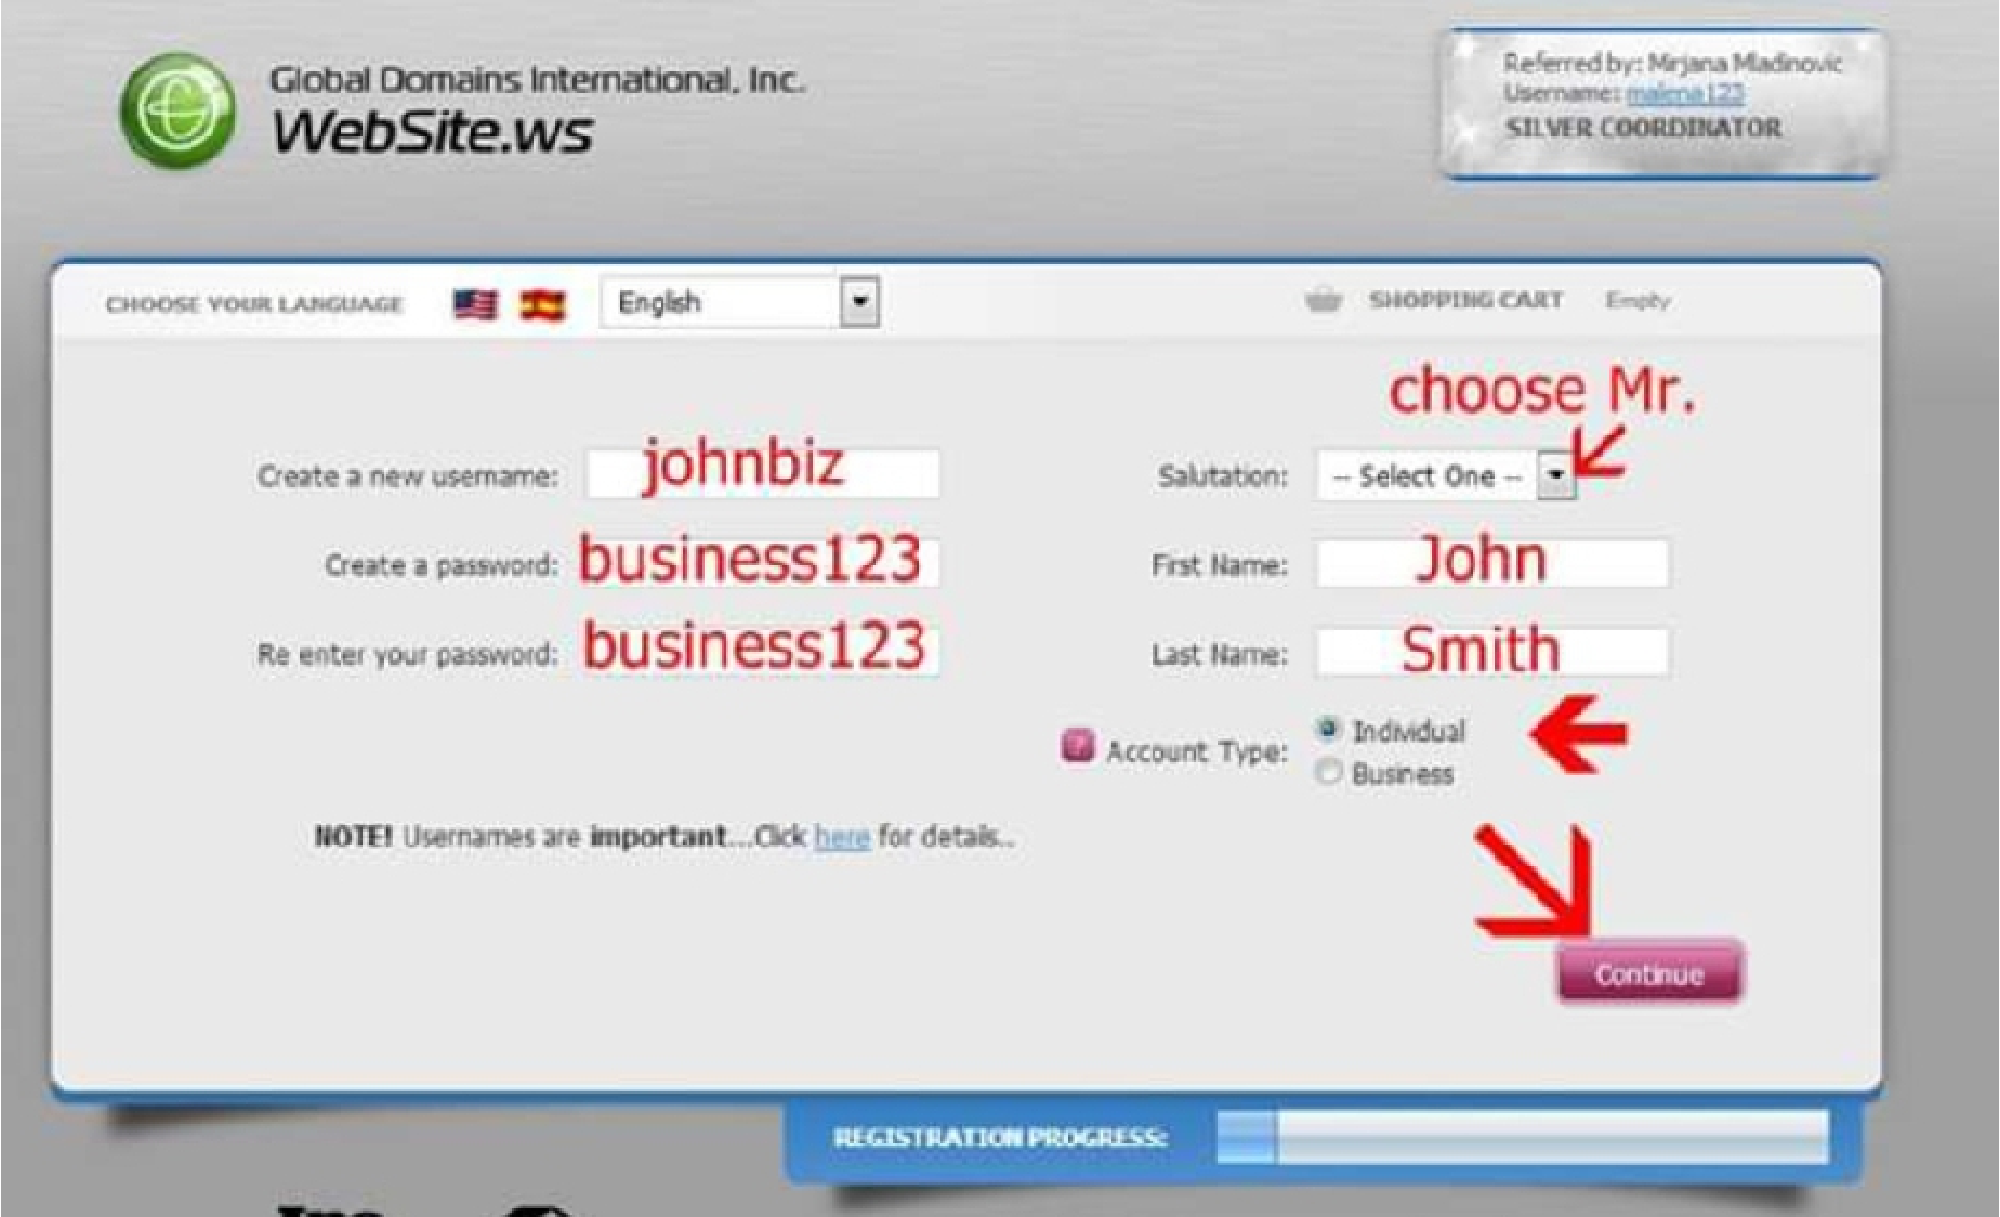 Global Domains International, Inc.
WebSite.ws
Referred by: Mirjana Mladinovic
Username: malena123
SILVER COORDINATOR
CHOOSE YOUR LANGUAGE English SHOPPING CART Empty
choose Mr.
Create a new username: johnbiz
Salutation: -- Select One --
Create a password: business123
First Name: John
Re enter your password: business123
Last Name: Smith
Account Type: Individual
Business
NOTE! Usernames are important...Click here for details..
Continue
REGISTRATION PROGRESS: